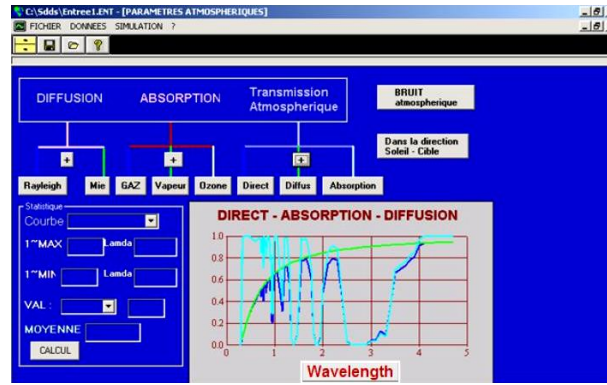 C:\Sdds\Entree1.ENT - [PARAMETRES ATMOSPHERIQUES]
FICHIER DONNEES SIMULATION ?
DIFFUSION ABSORPTION Transmission Atmospherique
BRUIT
atmospherique
Dans la direction
Soleil - Cible
+ + +
Rayleigh Mie GAZ Vapeur Ozone Direct Diffus Absorption
Statistique
Courbe
1~MAX Lamda
1~MIN Lamda
VAL :
MOYENNE
CALCUL
DIRECT - ABSORPTION - DIFFUSION
1.0
0.8
0.6
0.4
0.2
0.0
0 1 2 3 4 5
Wavelength